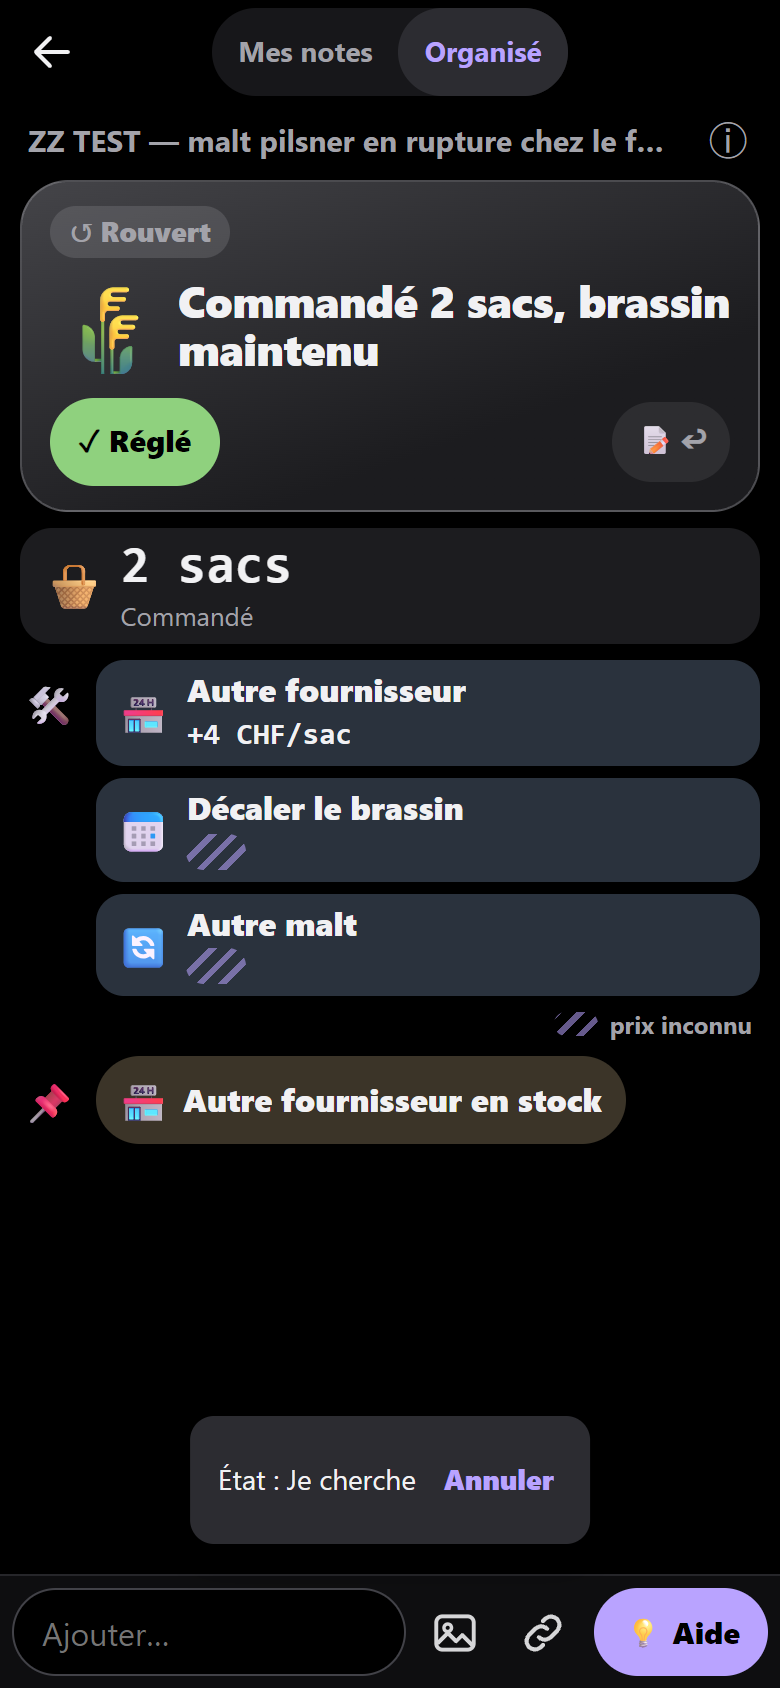 Mes notes
Organisé
ZZ TEST — malt pilsner en rupture chez le f...
↺ Rouvert
Commandé 2 sacs, brassin
maintenu
✓ Réglé
2 sacs
Commandé
24 H
Autre fournisseur
+4 CHF/sac
Décaler le brassin
Autre malt
prix inconnu
24 H
Autre fournisseur en stock
État : Je cherche
Annuler
Ajouter...
Aide